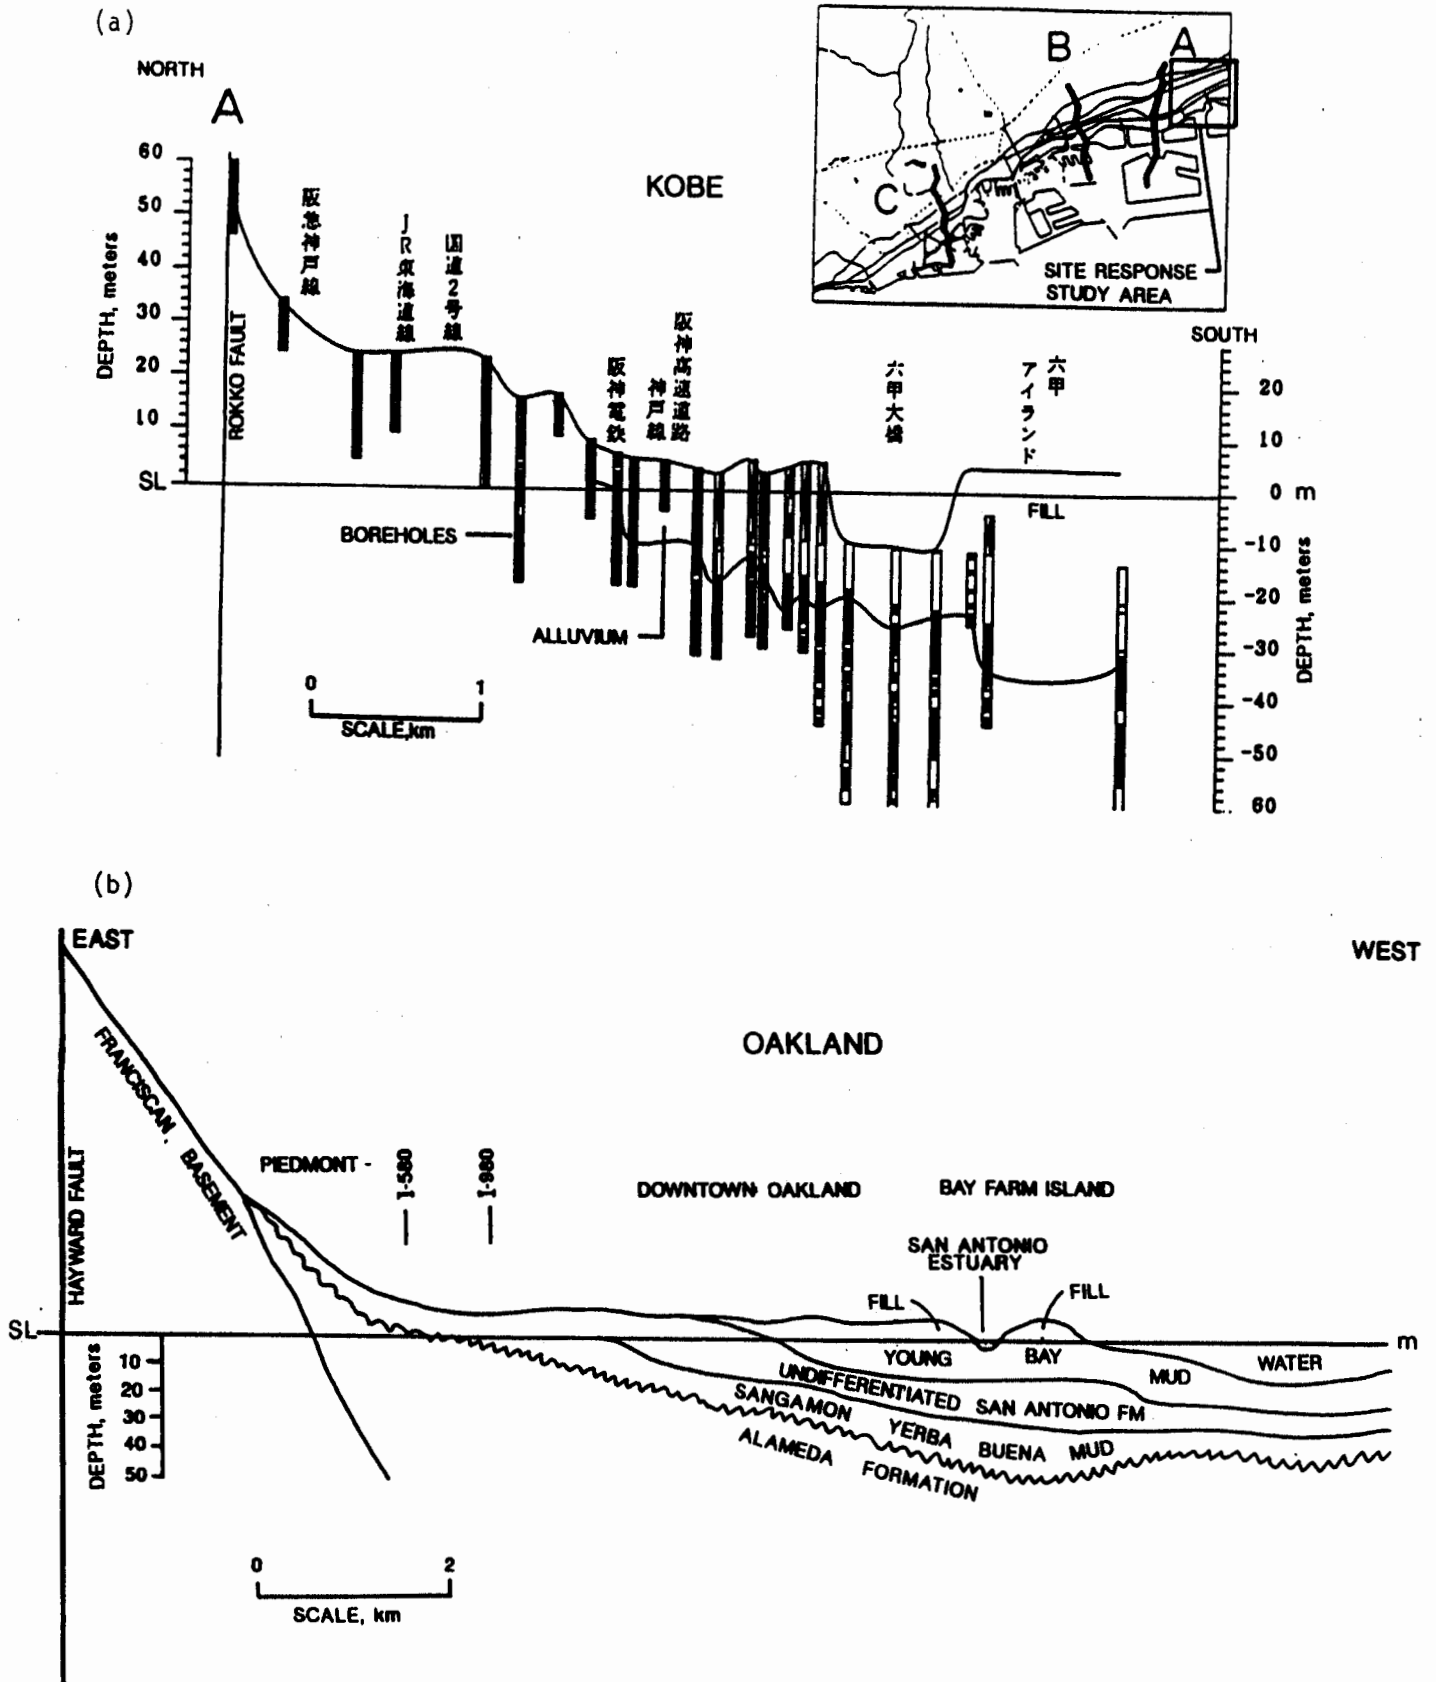 (a)
NORTH
A
KOBE
B
A
C
SITE RESPONSE
STUDY AREA
SOUTH
DEPTH, meters
60
50
40
30
20
10
SL
ROKKO FAULT
阪急神戸線
JR東海道線
国道2号線
阪神電鉄
神戸線
阪神高速道路
六甲大橋
六甲
アイランド
BOREHOLES
ALLUVIUM
FILL
0 1
SCALE,km
20
10
0 m
-10
-20
-30
-40
-50
60
DEPTH, meters
(b)
EAST
WEST
OAKLAND
FRANCISCAN BASEMENT
HAYWARD FAULT
PIEDMONT -
I-580
I-980
DOWNTOWN OAKLAND
BAY FARM ISLAND
SAN ANTONIO
ESTUARY
FILL
FILL
SL
m
YOUNG BAY MUD
WATER
UNDIFFERENTIATED SAN ANTONIO FM
SANGAMON YERBA BUENA MUD
ALAMEDA FORMATION
DEPTH, meters
10
20
30
40
50
0 2
SCALE, km